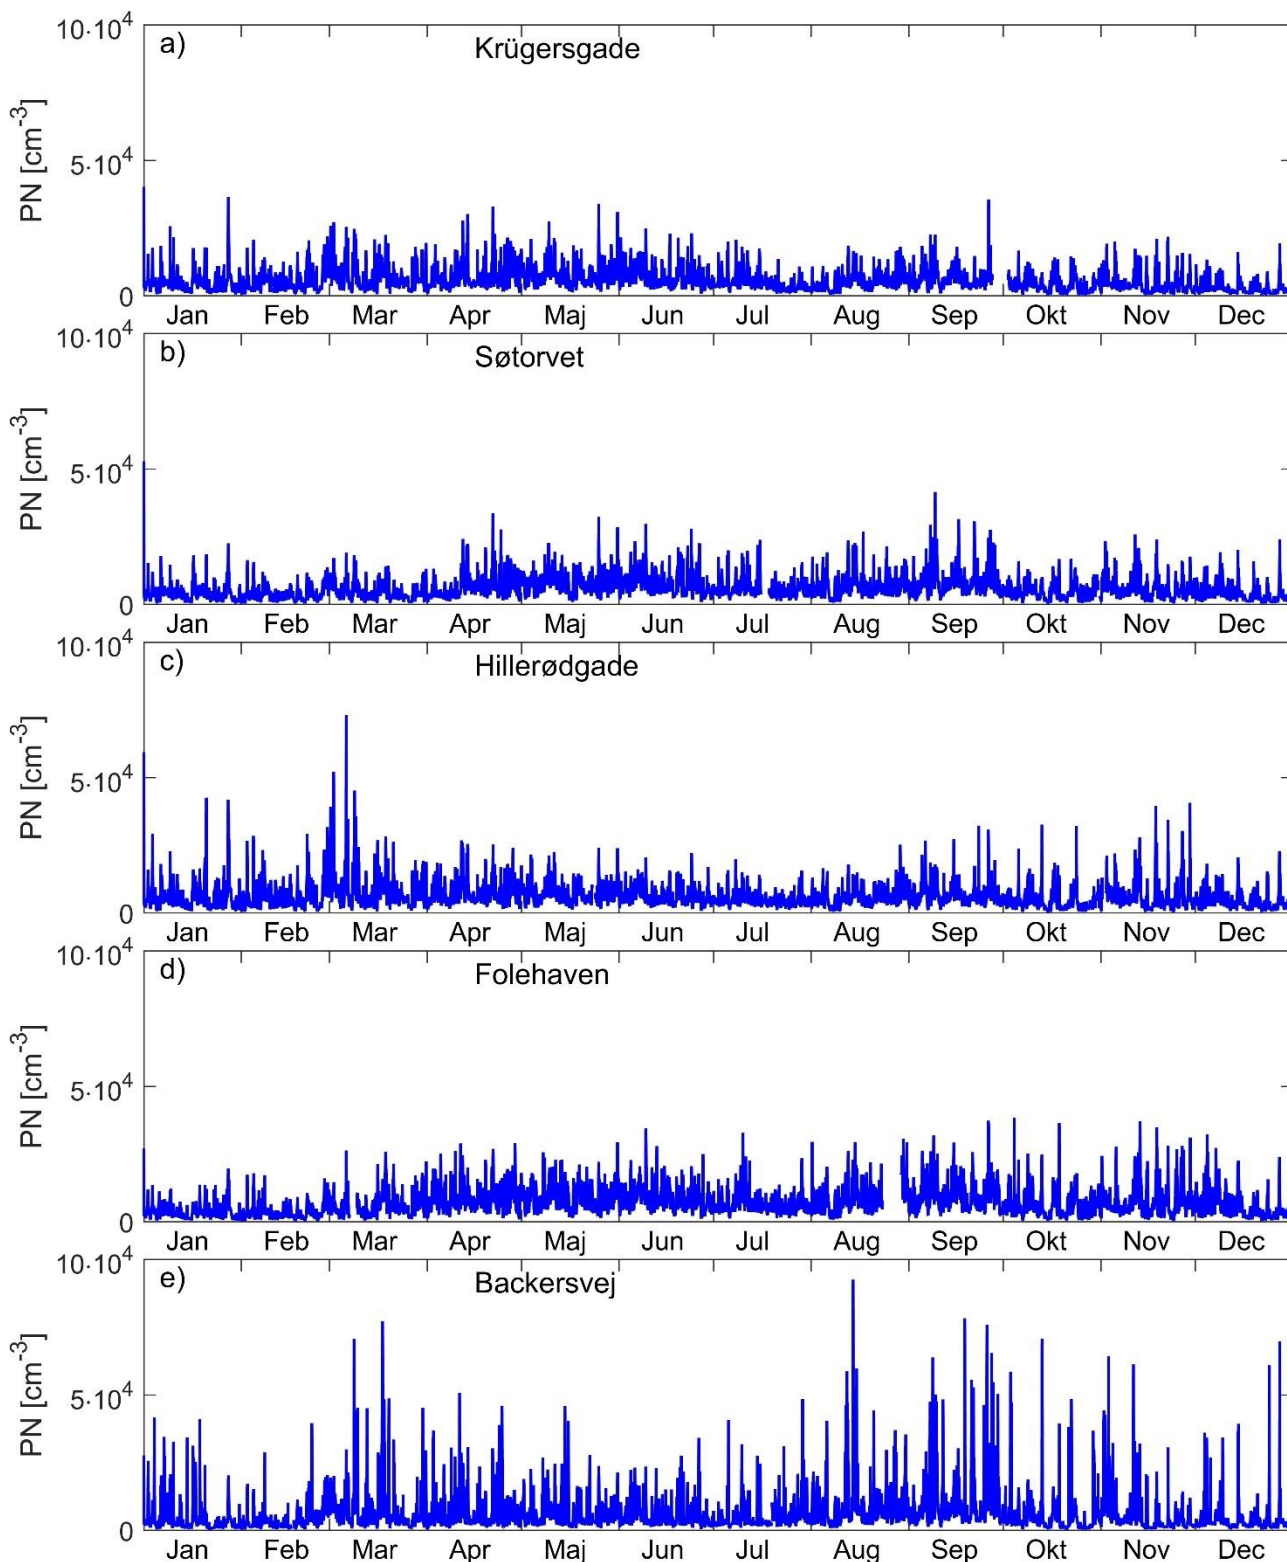 a) Krügersgade
10·10⁴
5·10⁴
0
PN [cm⁻³]
Jan Feb Mar Apr Maj Jun Jul Aug Sep Okt Nov Dec
b) Søtorvet
10·10⁴
5·10⁴
0
PN [cm⁻³]
Jan Feb Mar Apr Maj Jun Jul Aug Sep Okt Nov Dec
c) Hillerødgade
10·10⁴
5·10⁴
0
PN [cm⁻³]
Jan Feb Mar Apr Maj Jun Jul Aug Sep Okt Nov Dec
d) Folehaven
10·10⁴
5·10⁴
0
PN [cm⁻³]
Jan Feb Mar Apr Maj Jun Jul Aug Sep Okt Nov Dec
e) Backersvej
10·10⁴
5·10⁴
0
PN [cm⁻³]
Jan Feb Mar Apr Maj Jun Jul Aug Sep Okt Nov Dec